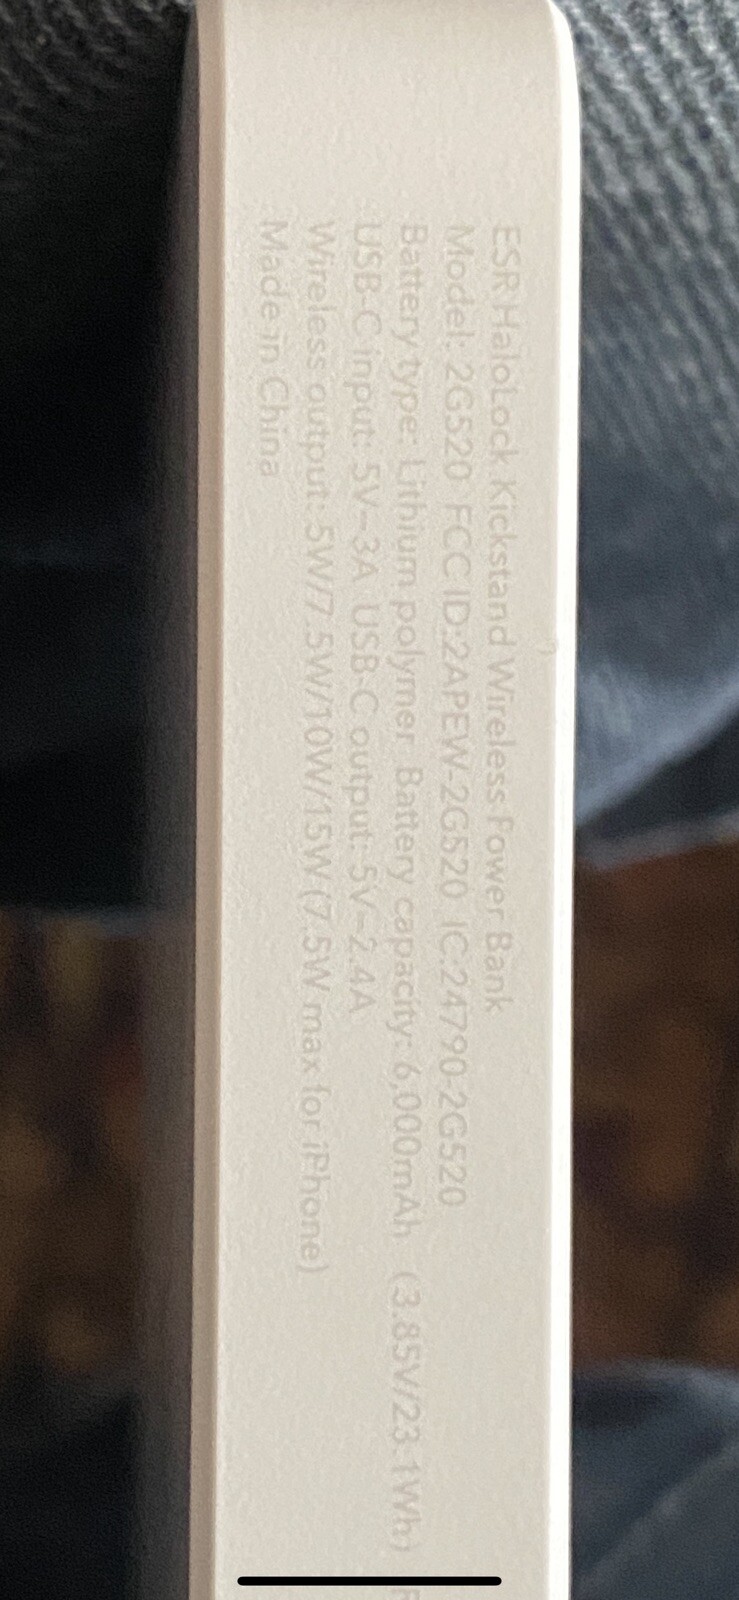 ESR HaloLock Kickstand Wireless Power Bank
Model: 2G520 FCC ID:2APEW-2G520 IC:24790-2G520
Battery type: Lithium polymer Battery capacity: 6,000mAh (3.85V/23.1Wh)
USB-C input: 5V⎓3A USB-C output: 5V⎓2.4A
Wireless output: 5W/7.5W/10W/15W (7.5W max for iPhone)
Made in China